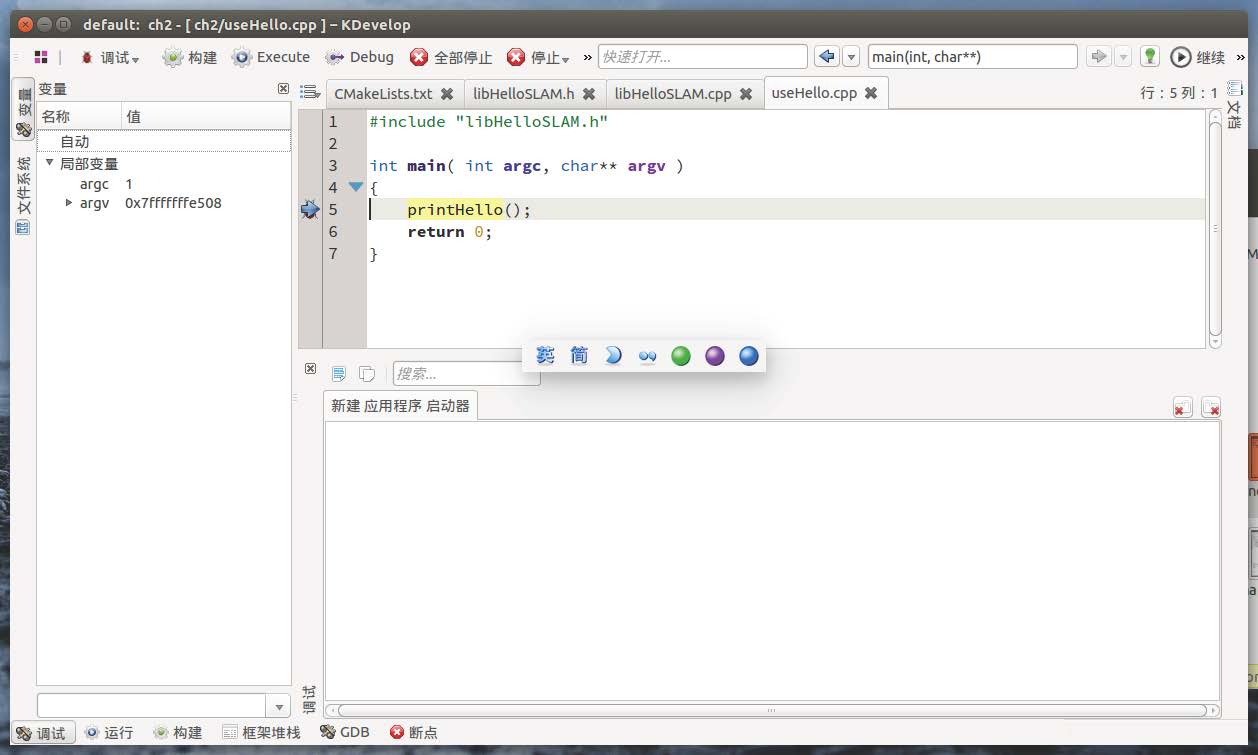 default: ch2 - [ ch2/useHello.cpp ] – KDevelop
调试 构建 Execute Debug 全部停止 停止 » 快速打开... main(int, char**) 继续 »
变量
变量
文件系统
名称 值
自动
局部变量
argc 1
argv 0x7fffffffe508
CMakeLists.txt libHelloSLAM.h libHelloSLAM.cpp useHello.cpp 行：5 列：1
文档
1 #include "libHelloSLAM.h"
2
3 int main( int argc, char** argv )
4 {
5 printHello();
6 return 0;
7 }
英 简
搜索...
新建 应用程序 启动器
调试
调试 运行 构建 框架堆栈 GDB 断点